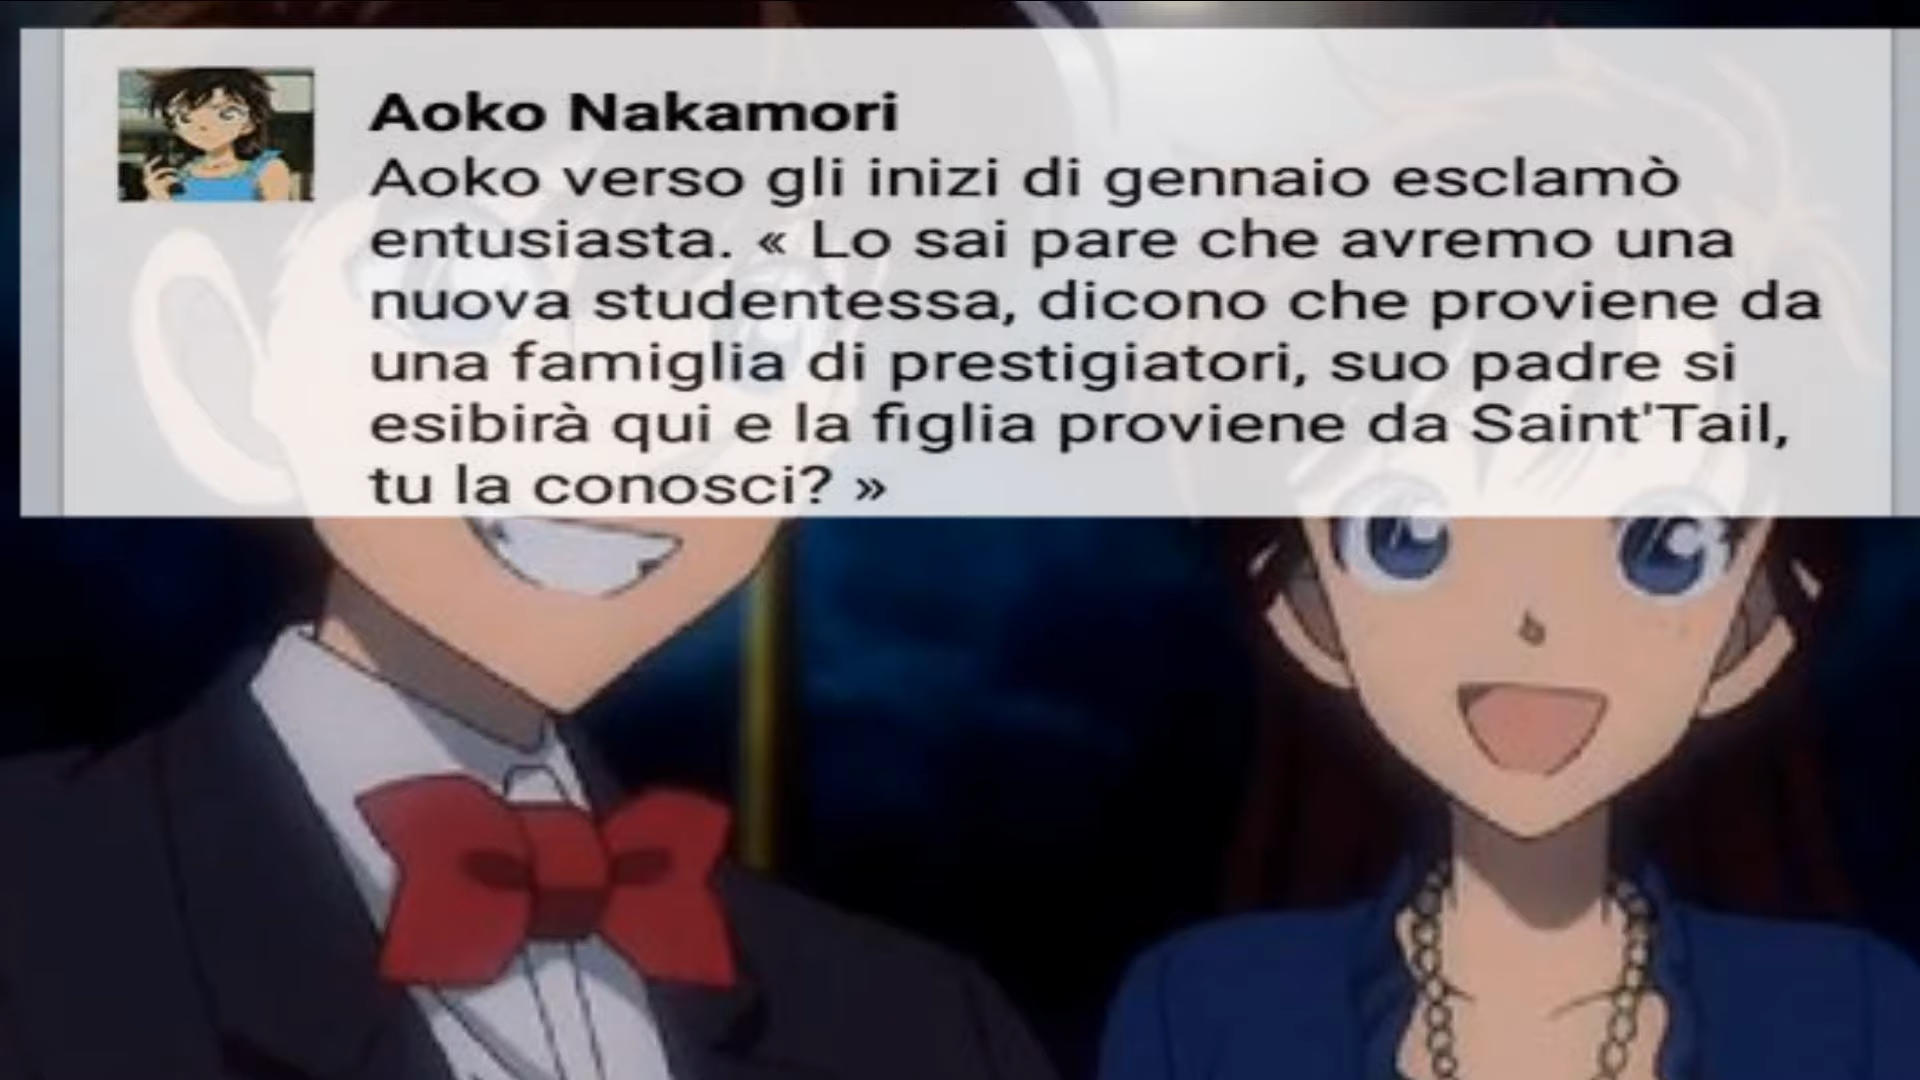 Aoko Nakamori
Aoko verso gli inizi di gennaio esclamò
entusiasta. « Lo sai pare che avremo una
nuova studentessa, dicono che proviene da
una famiglia di prestigiatori, suo padre si
esibirà qui e la figlia proviene da Saint'Tail,
tu la conosci? »